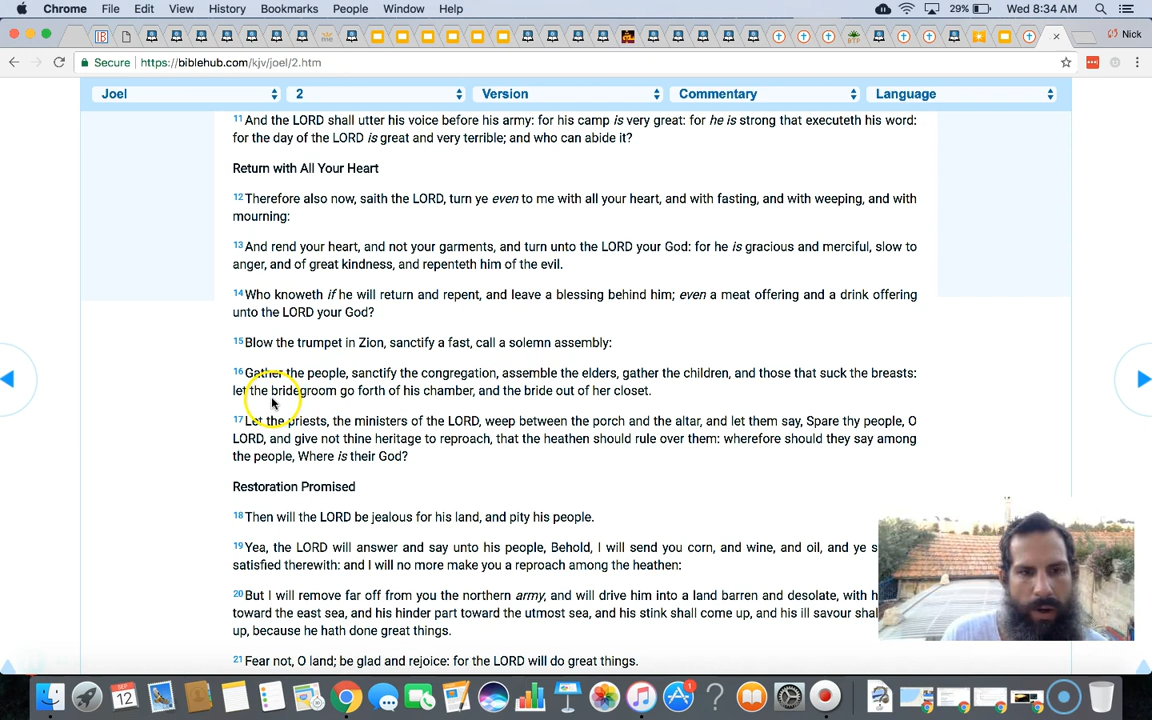 Chrome File Edit View History Bookmarks People Window Help 29% Wed 8:34 AM
Nick
Secure https://biblehub.com/kjv/joel/2.htm
Joel 2 Version Commentary Language
11 And the LORD shall utter his voice before his army: for his camp is very great: for he is strong that executeth his word:
for the day of the LORD is great and very terrible; and who can abide it?
Return with All Your Heart
12 Therefore also now, saith the LORD, turn ye even to me with all your heart, and with fasting, and with weeping, and with
mourning:
13 And rend your heart, and not your garments, and turn unto the LORD your God: for he is gracious and merciful, slow to
anger, and of great kindness, and repenteth him of the evil.
14 Who knoweth if he will return and repent, and leave a blessing behind him; even a meat offering and a drink offering
unto the LORD your God?
15 Blow the trumpet in Zion, sanctify a fast, call a solemn assembly:
16 Gather the people, sanctify the congregation, assemble the elders, gather the children, and those that suck the breasts:
let the bridegroom go forth of his chamber, and the bride out of her closet.
17 Let the priests, the ministers of the LORD, weep between the porch and the altar, and let them say, Spare thy people, O
LORD, and give not thine heritage to reproach, that the heathen should rule over them: wherefore should they say among
the people, Where is their God?
Restoration Promised
18 Then will the LORD be jealous for his land, and pity his people.
19 Yea, the LORD will answer and say unto his people, Behold, I will send you corn, and wine, and oil, and ye s
satisfied therewith: and I will no more make you a reproach among the heathen:
20 But I will remove far off from you the northern army, and will drive him into a land barren and desolate, with h
toward the east sea, and his hinder part toward the utmost sea, and his stink shall come up, and his ill savour shal
up, because he hath done great things.
21 Fear not, O land; be glad and rejoice: for the LORD will do great things.
SEP
12
1